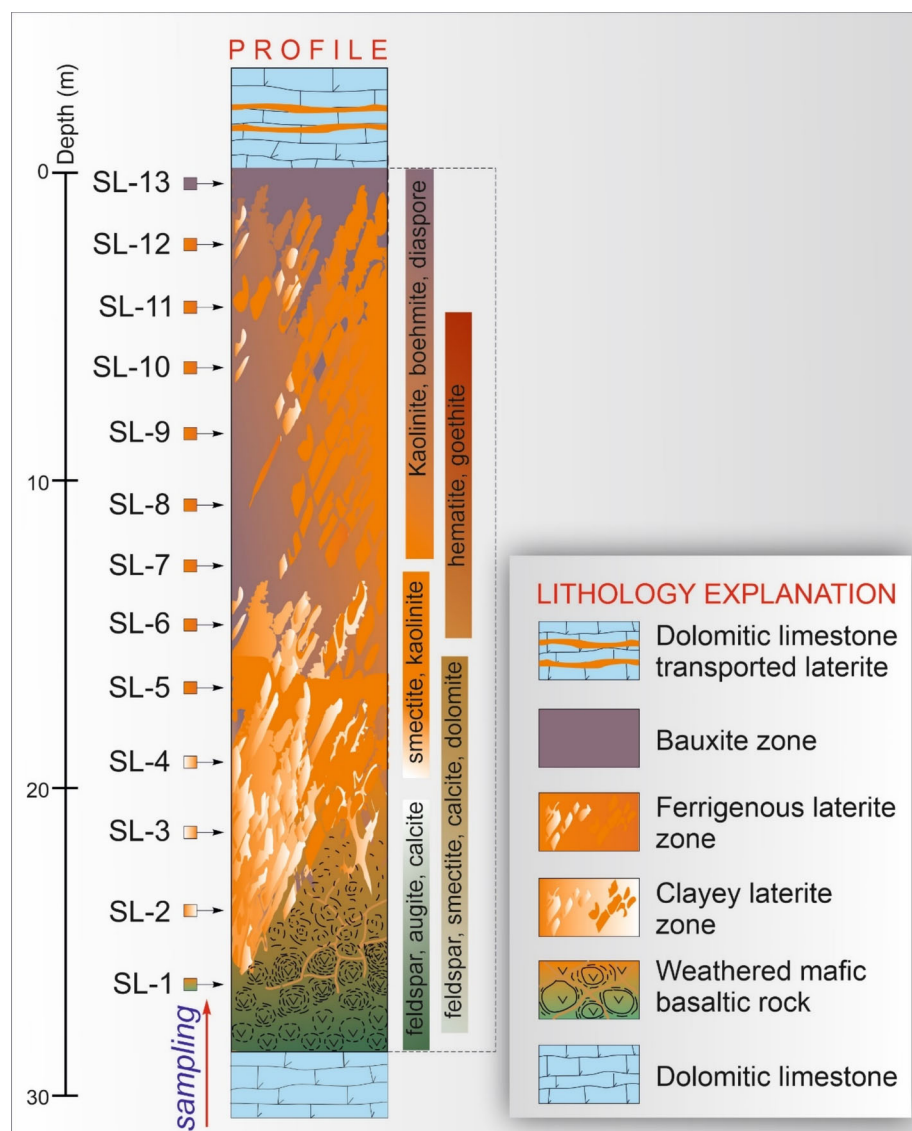 PROFILE
Depth (m)
0
10
20
30
SL-13
SL-12
SL-11
SL-10
SL-9
SL-8
SL-7
SL-6
SL-5
SL-4
SL-3
SL-2
SL-1
sampling
Kaolinite, boehmite, diaspore
hematite, goethite
smectite, kaolinite
feldspar, smectite, calcite, dolomite
feldspar, augite, calcite
LITHOLOGY EXPLANATION
Dolomitic limestone
transported laterite
Bauxite zone
Ferrigenous laterite
zone
Clayey laterite
zone
Weathered mafic
basaltic rock
Dolomitic limestone